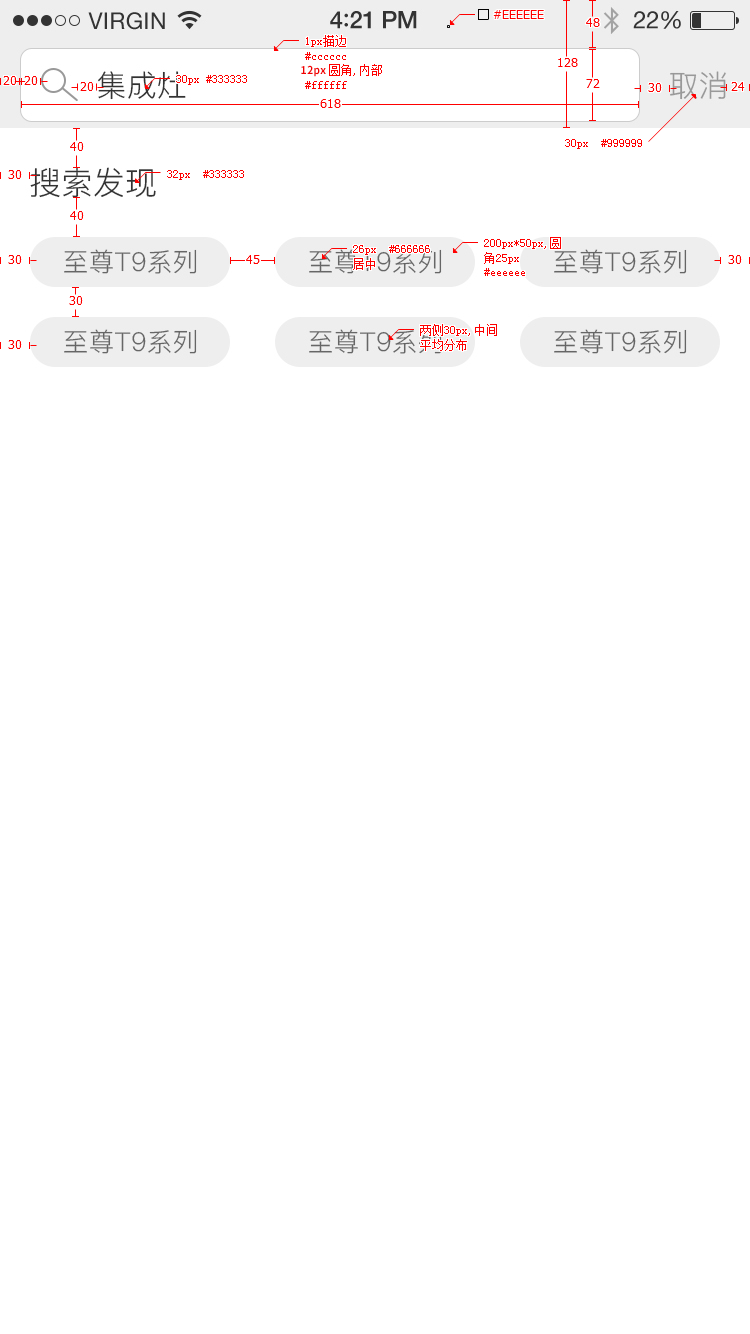 VIRGIN 4:21 PM #EEEEEE 48 22%
1px描边
#cccccc
12px圆角,内部
#ffffff
128
20 20 20 集成灶 30px #333333 72 30 取消 24
618
30px #999999
40
30 搜索发现 32px #333333
40
30 至尊T9系列 45 至尊T9系列 至尊T9系列 30
26px #666666.
居中
200px*50px,圆
角25px
#eeeeee
30
30 至尊T9系列 至尊T9系列 至尊T9系列
两侧30px,中间
平均分布